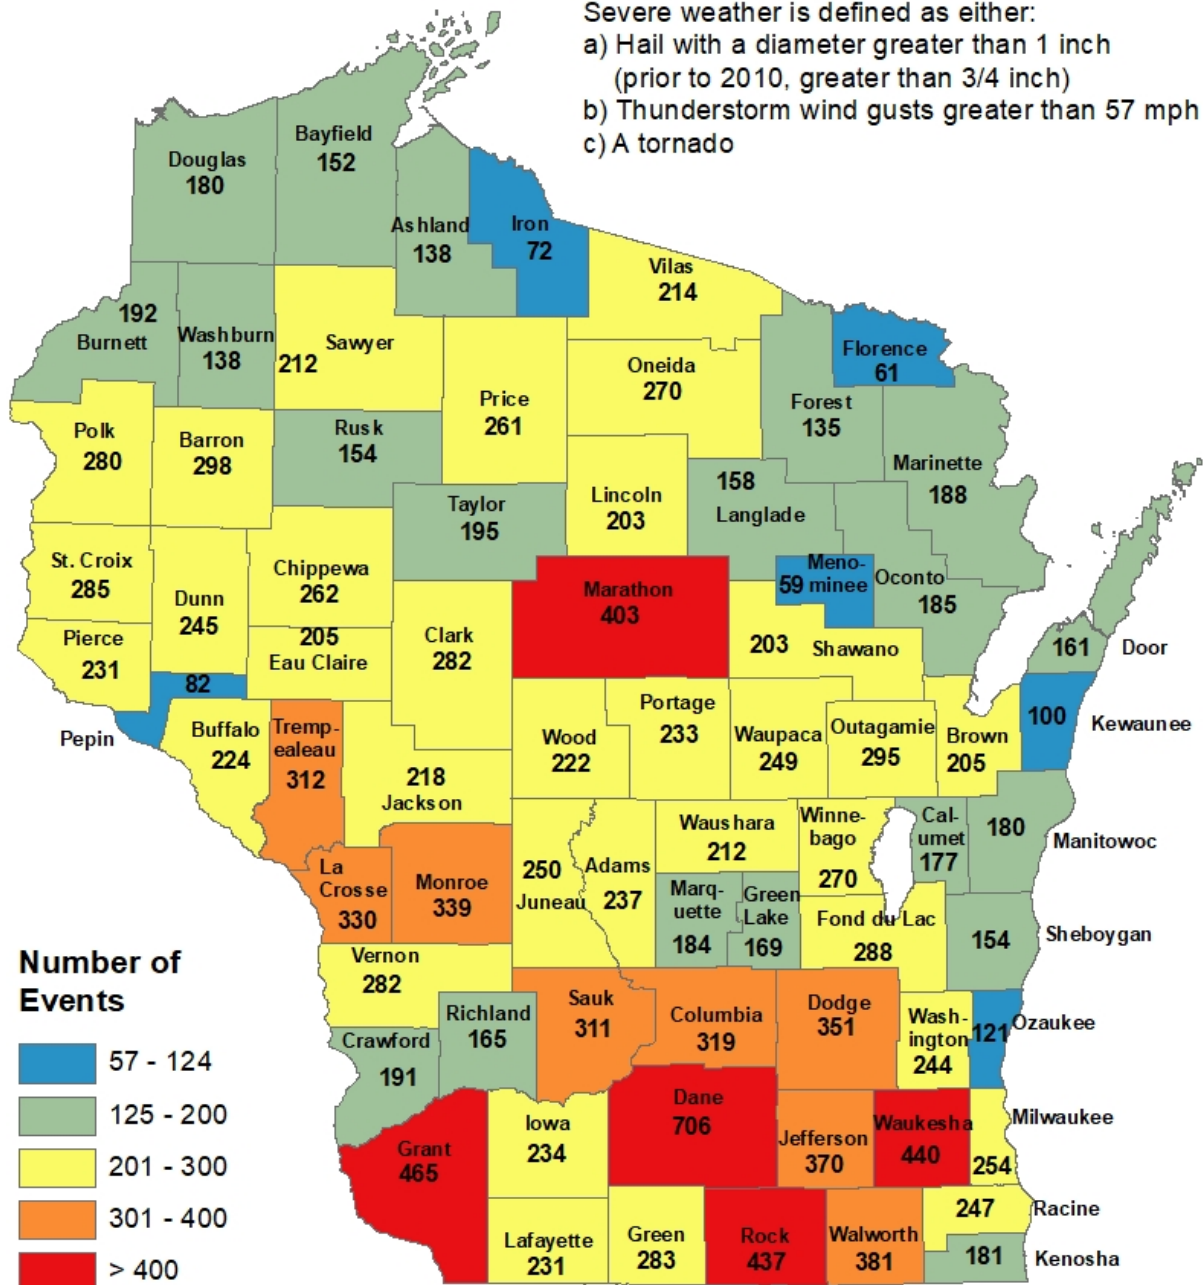 Severe weather is defined as either:
a) Hail with a diameter greater than 1 inch
(prior to 2010, greater than 3/4 inch)
b) Thunderstorm wind gusts greater than 57 mph
c) A tornado
Douglas
180
Bayfield
152
Ashland
138
Iron
72
Vilas
214
192
Burnett
Washburn
138
Sawyer
212
Price
261
Oneida
270
Florence
61
Forest
135
Marinette
188
Polk
280
Barron
298
Rusk
154
Taylor
195
Lincoln
203
158
Langlade
St. Croix
285
Dunn
245
Chippewa
262
Clark
282
Marathon
403
Meno-
minee
59
Oconto
185
Pierce
231
205
Eau Claire
203
Shawano
161
Door
82
Pepin
Buffalo
224
Tremp-
ealeau
312
218
Jackson
Wood
222
Portage
233
Waupaca
249
Outagamie
295
Brown
205
100
Kewaunee
La
Crosse
330
Monroe
339
250
Juneau
Adams
237
Waushara
212
Winne-
bago
270
Cal-
umet
177
180
Manitowoc
Marq-
uette
184
Green
Lake
169
Fond du Lac
288
154
Sheboygan
Vernon
282
Richland
165
Sauk
311
Columbia
319
Dodge
351
Wash-
ington
244
121
Ozaukee
Crawford
191
Grant
465
Iowa
234
Dane
706
Jefferson
370
Waukesha
440
Milwaukee
254
Lafayette
231
Green
283
Rock
437
Walworth
381
247
Racine
181
Kenosha
Number of
Events
57 - 124
125 - 200
201 - 300
301 - 400
> 400